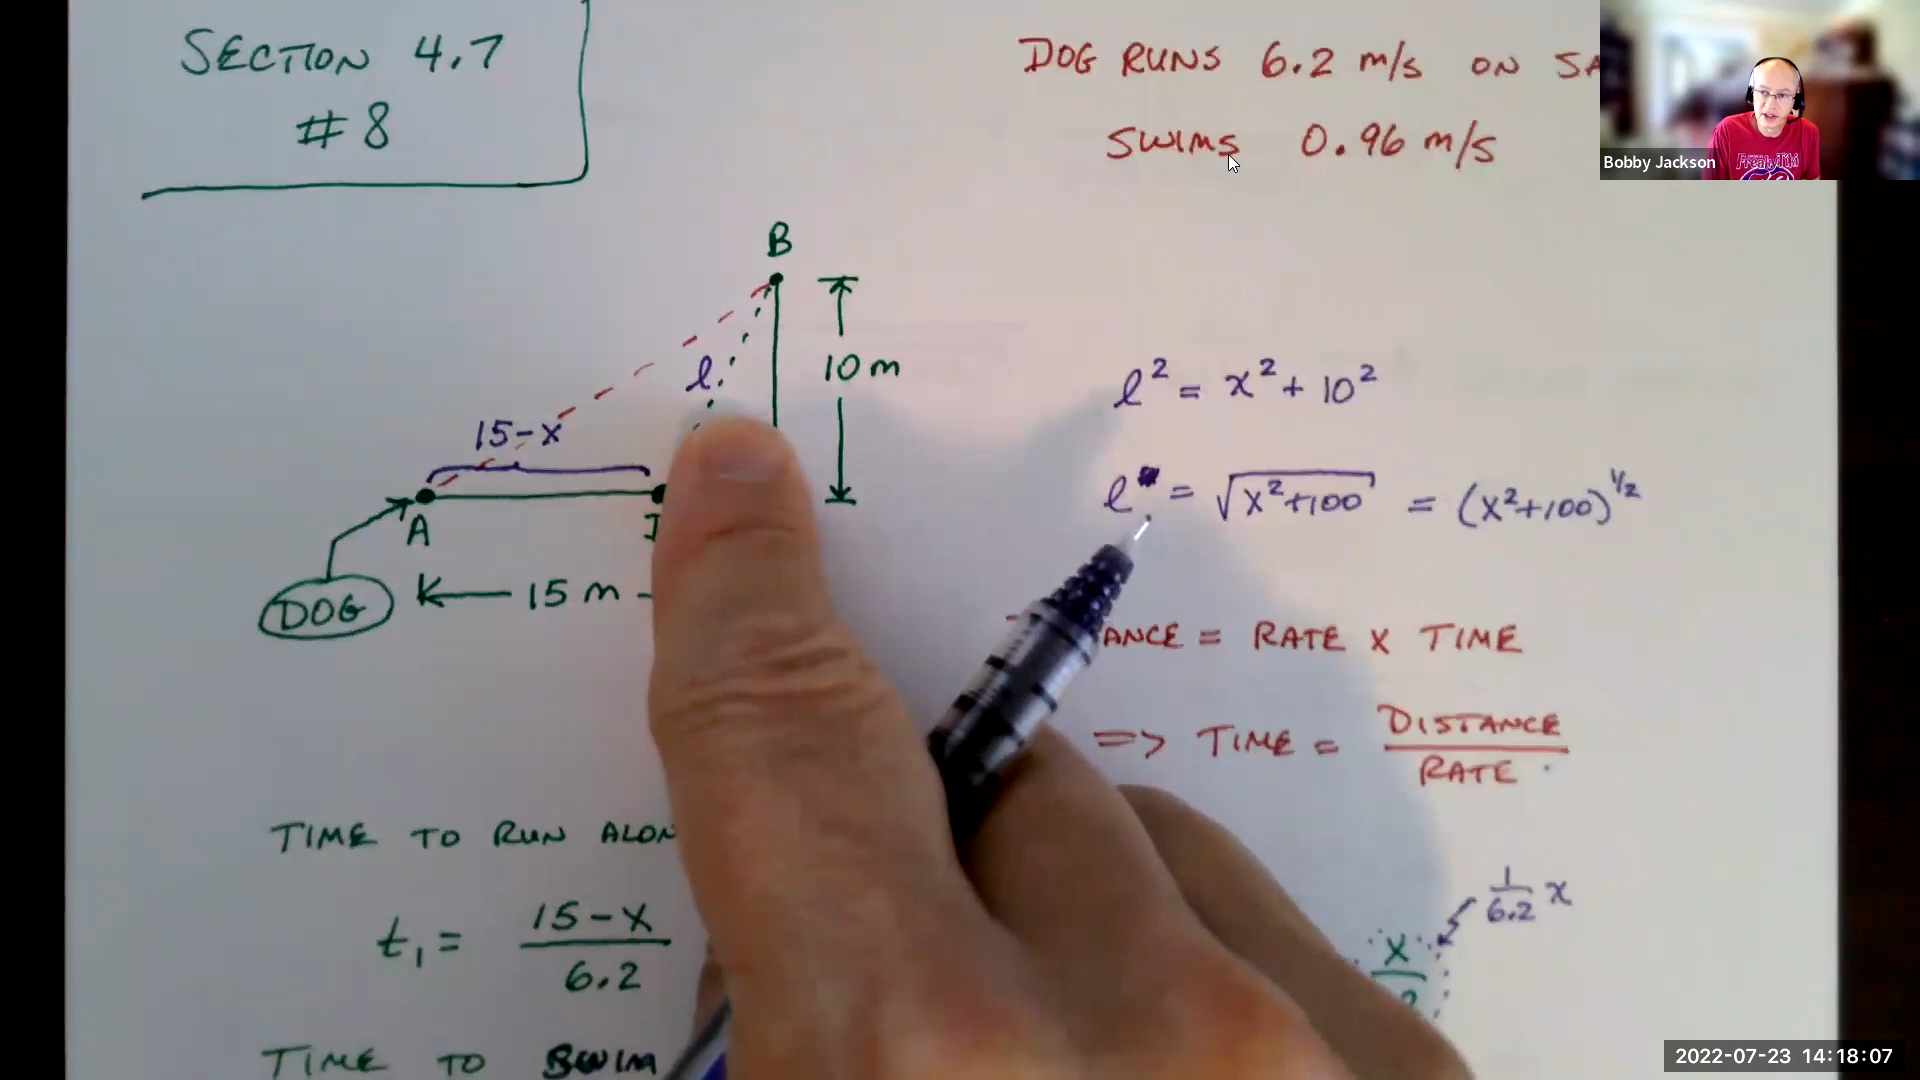 SECTION 4.7
#8
DOG RUNS 6.2 m/s ON SA
SWIMS 0.96 m/s
Bobby Jackson
FreakyTiki
B
10 m
l
15-x
A
DOG
15 m
l² = x² + 10²
l = √x²+100 = (x²+100)^1/2
ANCE = RATE X TIME
=> TIME = DISTANCE
RATE
TIME TO RUN ALON
t₁ = 15-x
6.2
1
6.2 x
x
2
TIME TO SWIM
2022-07-23 14:18:07